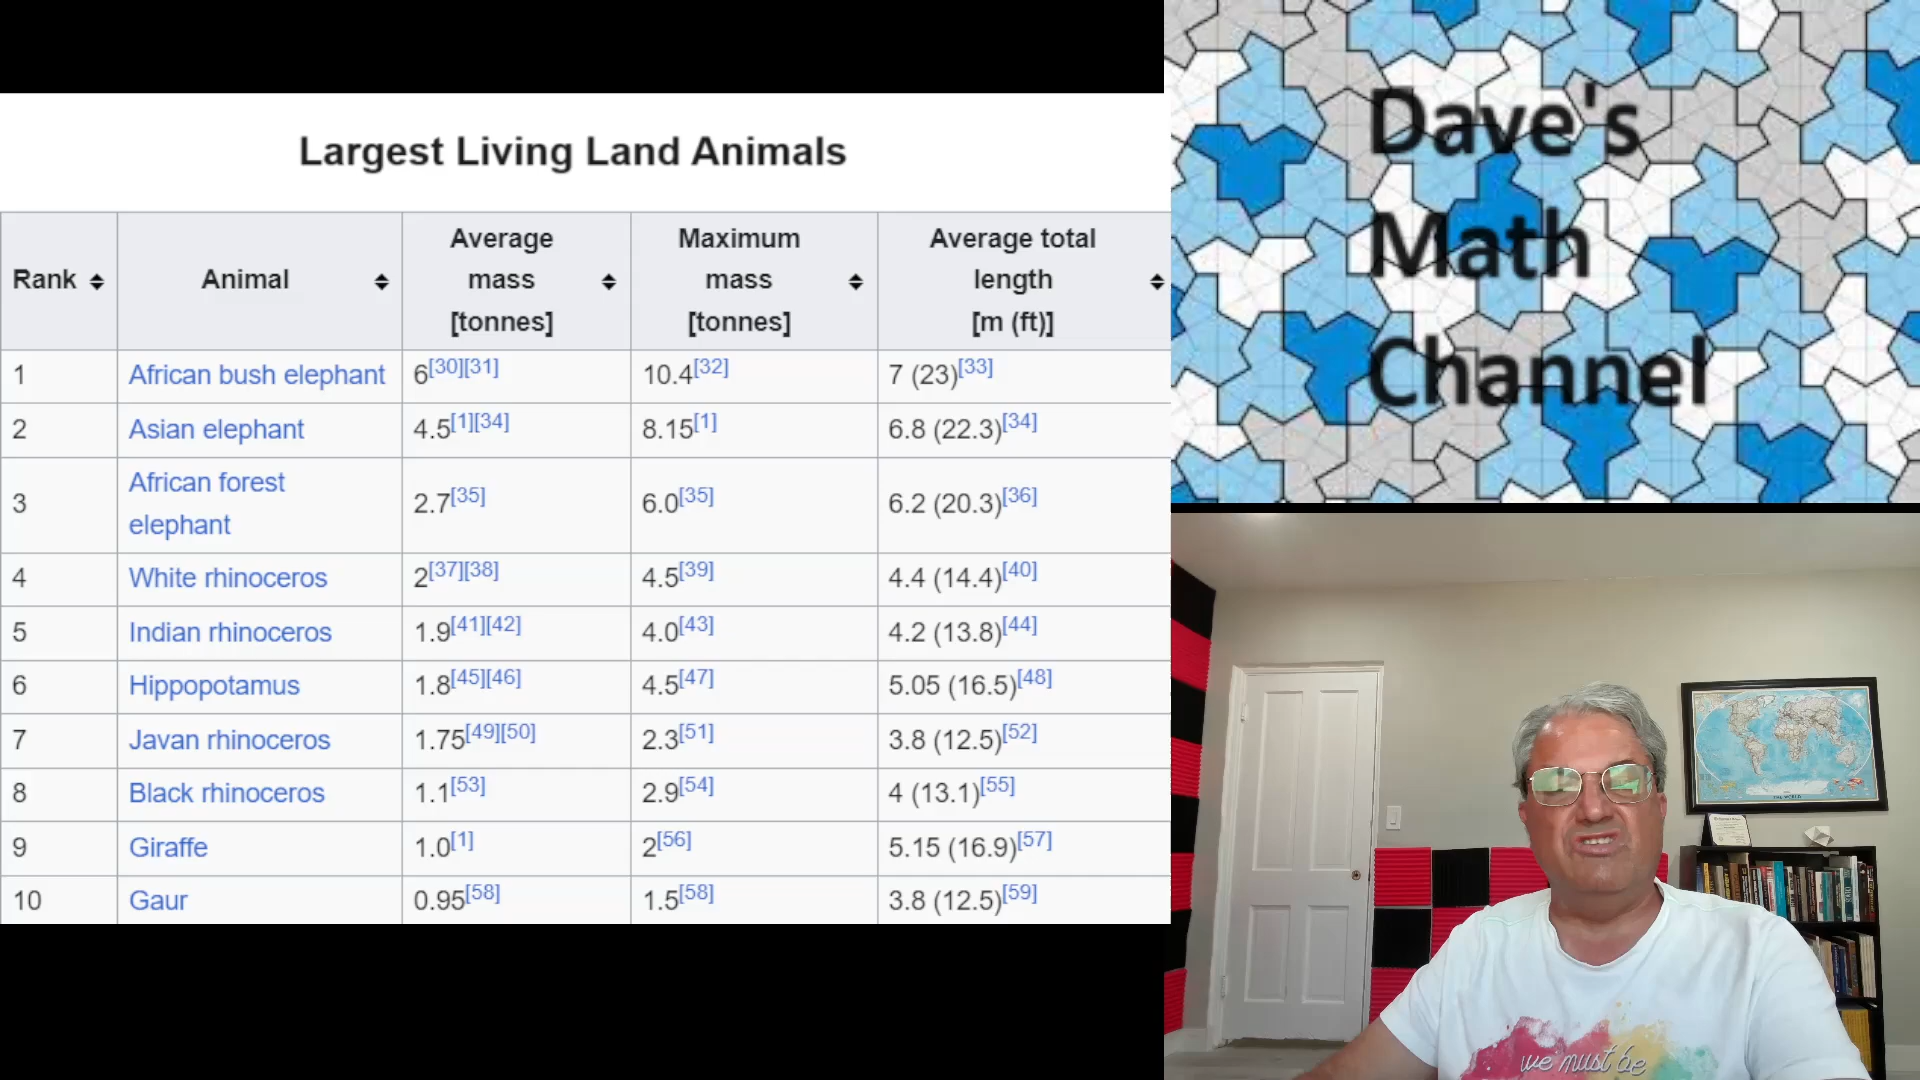 Largest Living Land Animals
Rank Animal Average mass [tonnes] Maximum mass [tonnes] Average total length [m (ft)]
1 African bush elephant 6[30][31] 10.4[32] 7 (23)[33]
2 Asian elephant 4.5[1][34] 8.15[1] 6.8 (22.3)[34]
3 African forest elephant 2.7[35] 6.0[35] 6.2 (20.3)[36]
4 White rhinoceros 2[37][38] 4.5[39] 4.4 (14.4)[40]
5 Indian rhinoceros 1.9[41][42] 4.0[43] 4.2 (13.8)[44]
6 Hippopotamus 1.8[45][46] 4.5[47] 5.05 (16.5)[48]
7 Javan rhinoceros 1.75[49][50] 2.3[51] 3.8 (12.5)[52]
8 Black rhinoceros 1.1[53] 2.9[54] 4 (13.1)[55]
9 Giraffe 1.0[1] 2[56] 5.15 (16.9)[57]
10 Gaur 0.95[58] 1.5[58] 3.8 (12.5)[59]
Dave's
Math
Channel
THE WORLD
we must be